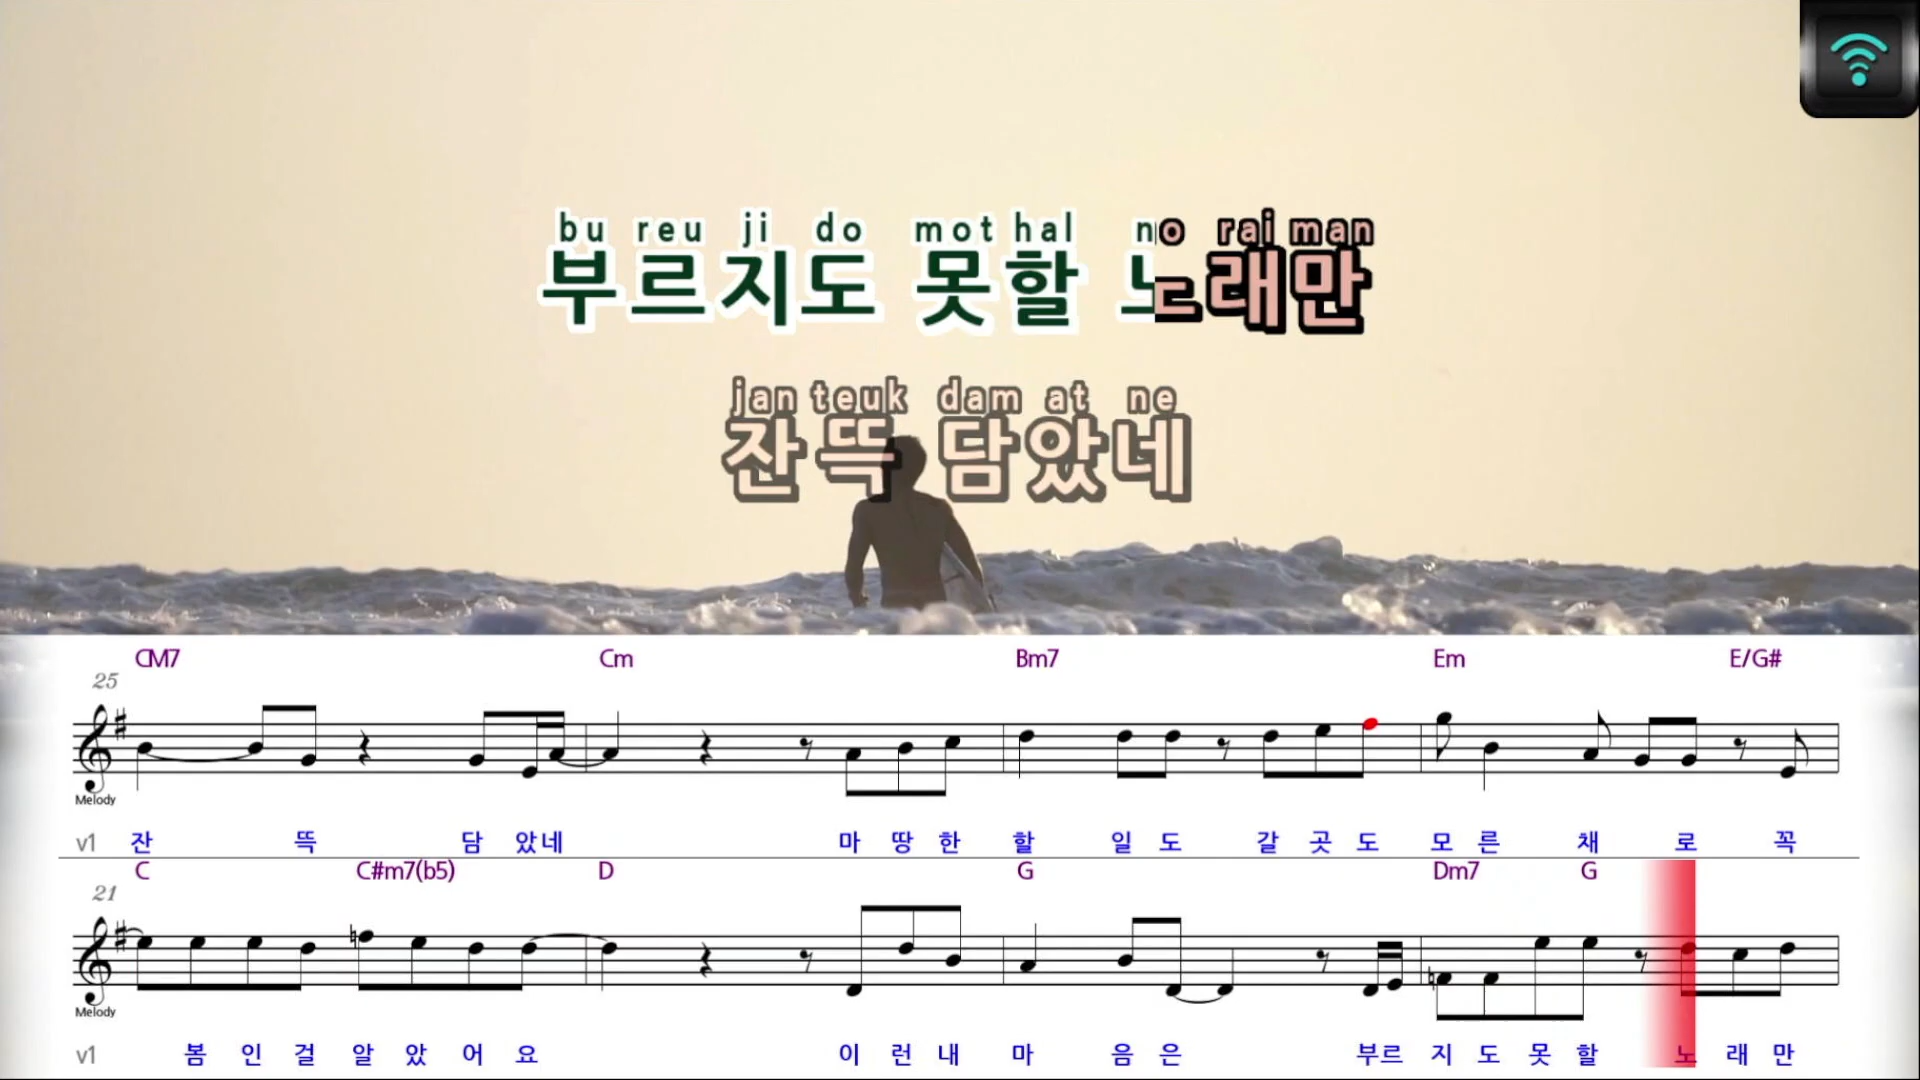 bu reu ji do mot hal no rai man
부르지도 못할 노래만
jan teuk dam at ne
잔뜩 담았네
CM7 Cm Bm7 Em E/G#
25
Melody
v1 잔 뜩 담 았네 마 땅 한 할 일 도 갈 곳 도 모 른 채 로 꼭
C C#m7(b5) D G Dm7 G
21
Melody
v1 봄 인 걸 알 았 어 요 이 런 내 마 음 은 부르 지 도 못 할 노 래 만